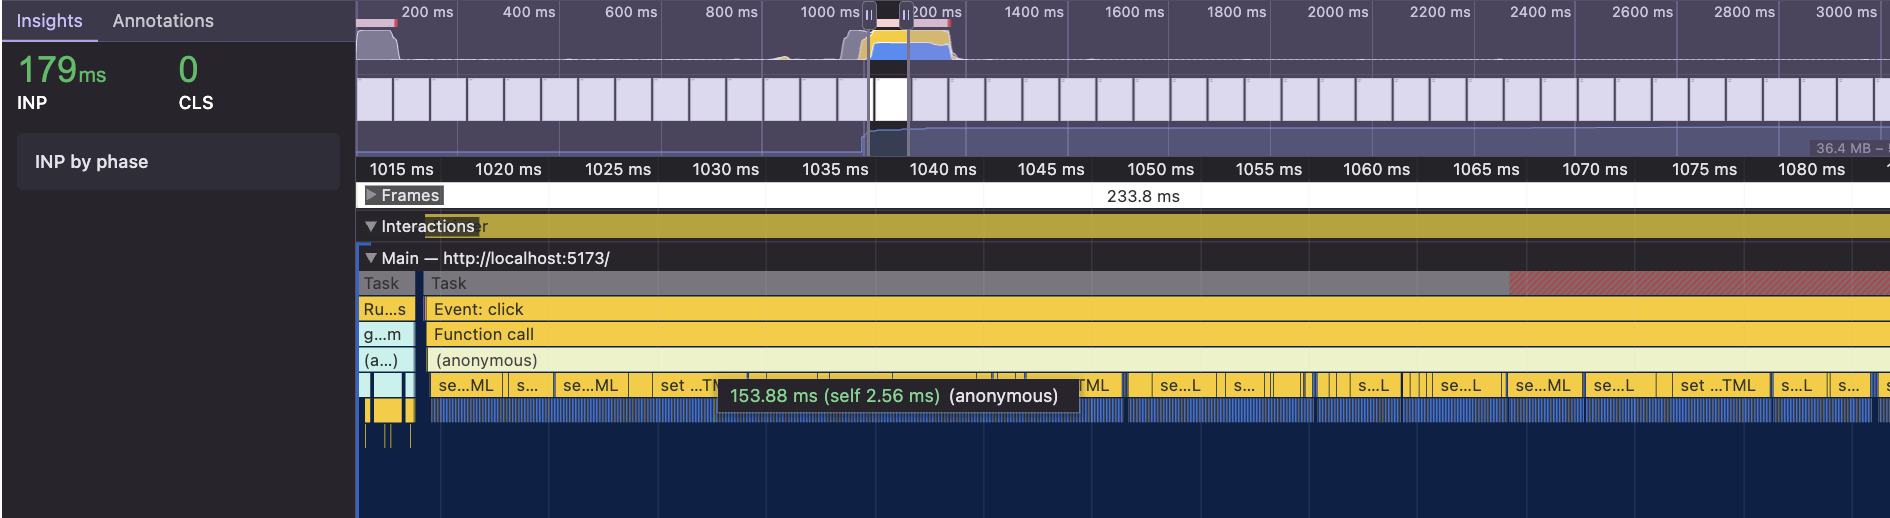 Insights Annotations
179ms 0
INP CLS
INP by phase
200 ms 400 ms 600 ms 800 ms 1000 ms 200 ms 1400 ms 1600 ms 1800 ms 2000 ms 2200 ms 2400 ms 2600 ms 2800 ms 3000 ms
36.4 MB –
1015 ms 1020 ms 1025 ms 1030 ms 1035 ms 1040 ms 1045 ms 1050 ms 1055 ms 1060 ms 1065 ms 1070 ms 1075 ms 1080 ms
Frames 233.8 ms
Interactions
Main — http://localhost:5173/
Task Task
Ru...s Event: click
g...m Function call
(a...) (anonymous)
se...ML s... se...ML set ...TM TML se...L s... s...L se...L se...ML se...L set ...TML s...L s...
153.88 ms (self 2.56 ms) (anonymous)